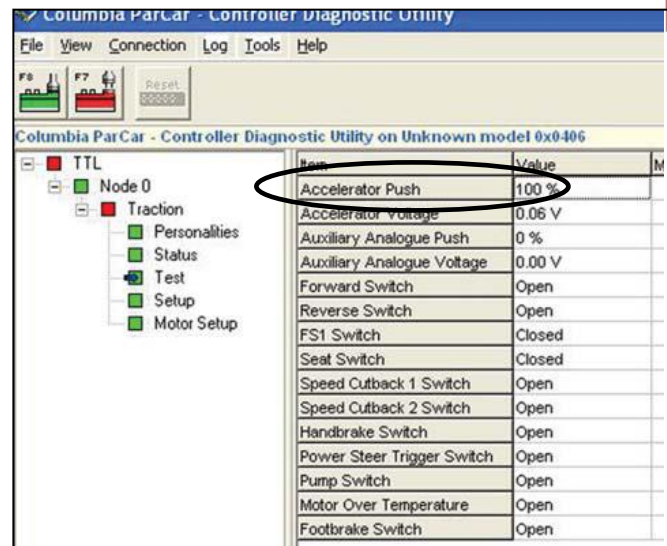 Columbia ParCar - Controller Diagnostic Utility
File View Connection Log Tools Help
F8 F7 Reset
Columbia ParCar - Controller Diagnostic Utility on Unknown model 0x0406
TTL
Node 0
Traction
Personalities
Status
Test
Setup
Motor Setup
Item Value M
Accelerator Push 100 %
Accelerator Voltage 0.06 V
Auxiliary Analogue Push 0 %
Auxiliary Analogue Voltage 0.00 V
Forward Switch Open
Reverse Switch Open
FS1 Switch Closed
Seat Switch Closed
Speed Cutback 1 Switch Open
Speed Cutback 2 Switch Open
Handbrake Switch Open
Power Steer Trigger Switch Open
Pump Switch Open
Motor Over Temperature Open
Footbrake Switch Open